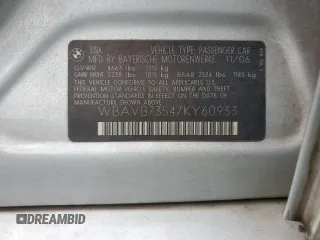 USA VEHICLE TYPE: PASSENGER CAR
MFD BY BAYERISCHE MOTORENWERKE 11/06
GVWR 4663 lbs 2115 kg
GAWR FRONT 2238 lbs 1015 kg REAR 2524 lbs 1145 kg
THIS VEHICLE CONFORMS TO ALL APPLICABLE
FEDERAL MOTOR VEHICLE
SAFETY, BUMPER AND THEFT PREVENTION
STANDARDS IN EFFECT ON THE DATE OF
MANUFACTURE SHOWN ABOVE
WBAVB73547KY60933
DREAMBID